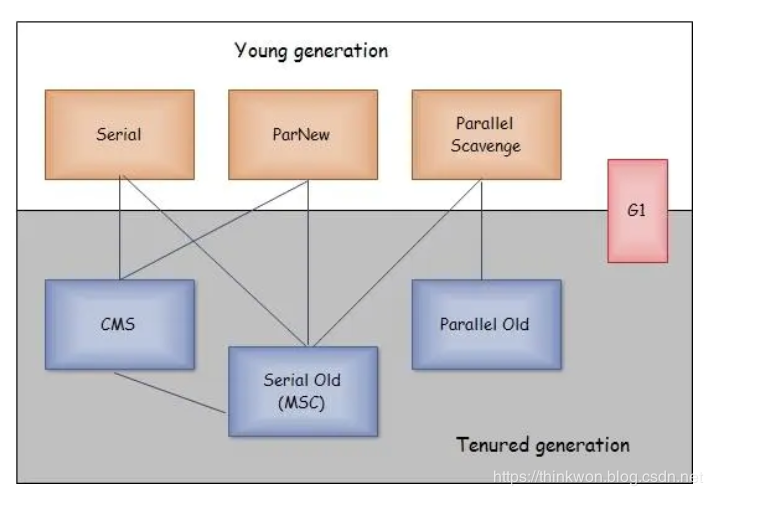 Young generation
Serial
ParNew
Parallel
Scavenge
G1
CMS
Serial Old
(MSC)
Parallel Old
Tenured generation
https://thinkwon.blog.csdn.net